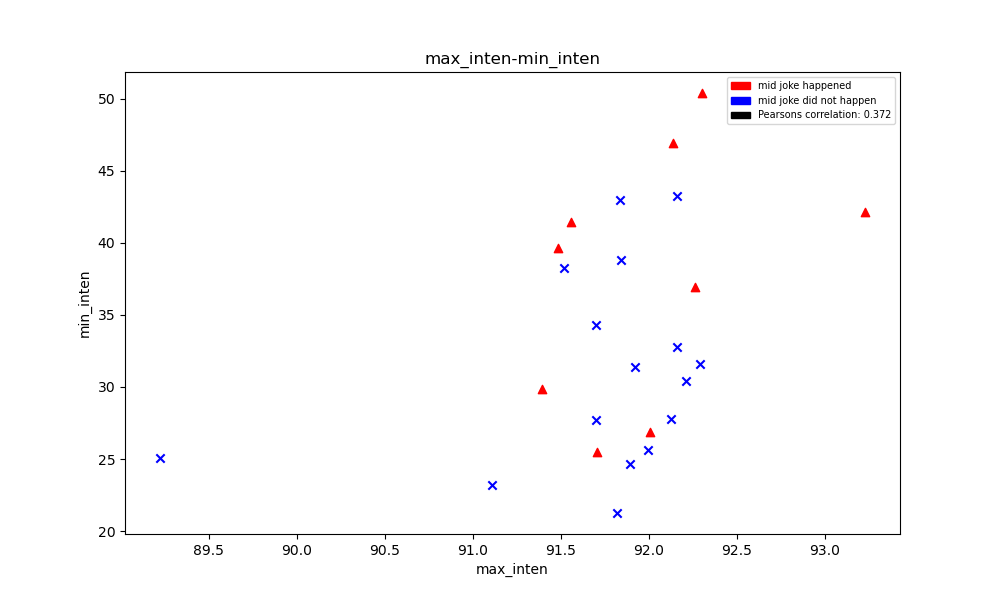 max_inten-min_inten
mid joke happened
mid joke did not happen
Pearsons correlation: 0.372
50
45
40
35
30
25
20
min_inten
89.5 90.0 90.5 91.0 91.5 92.0 92.5 93.0
max_inten